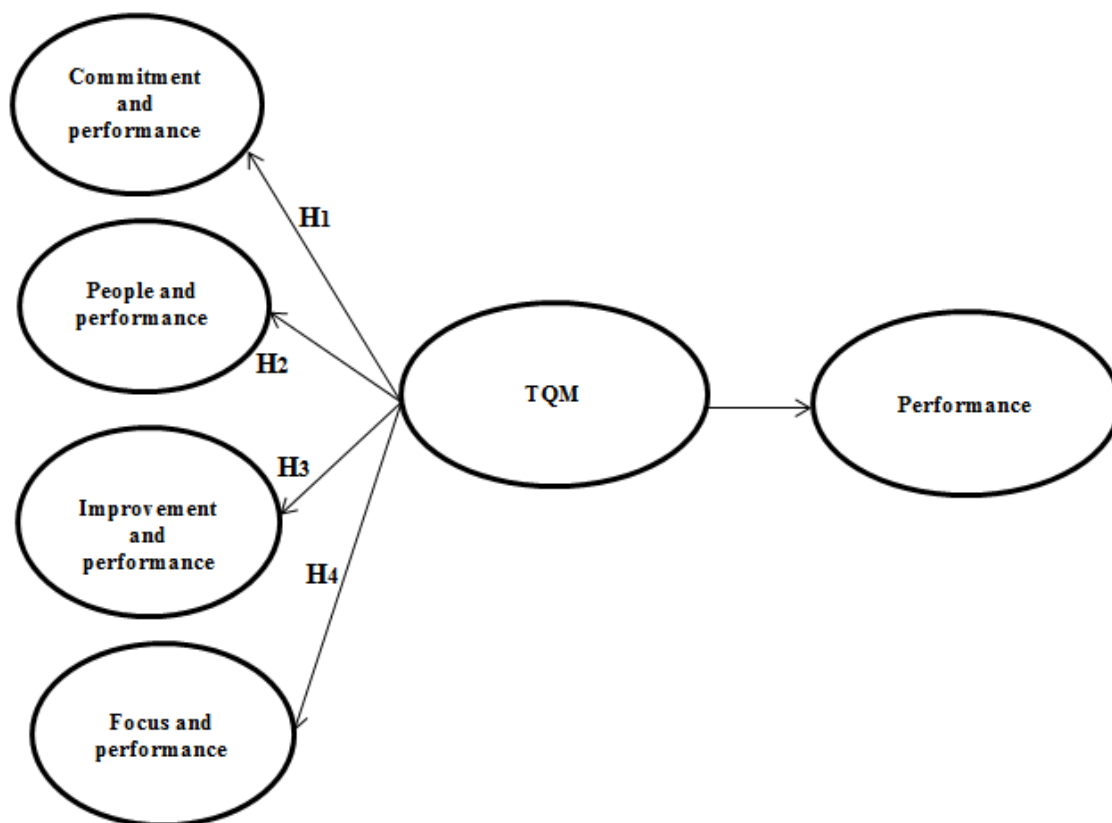 Commitment
and
performance
H1
People and
performance
H2
TQM
Performance
H3
Improvement
and
performance
H4
Focus and
performance